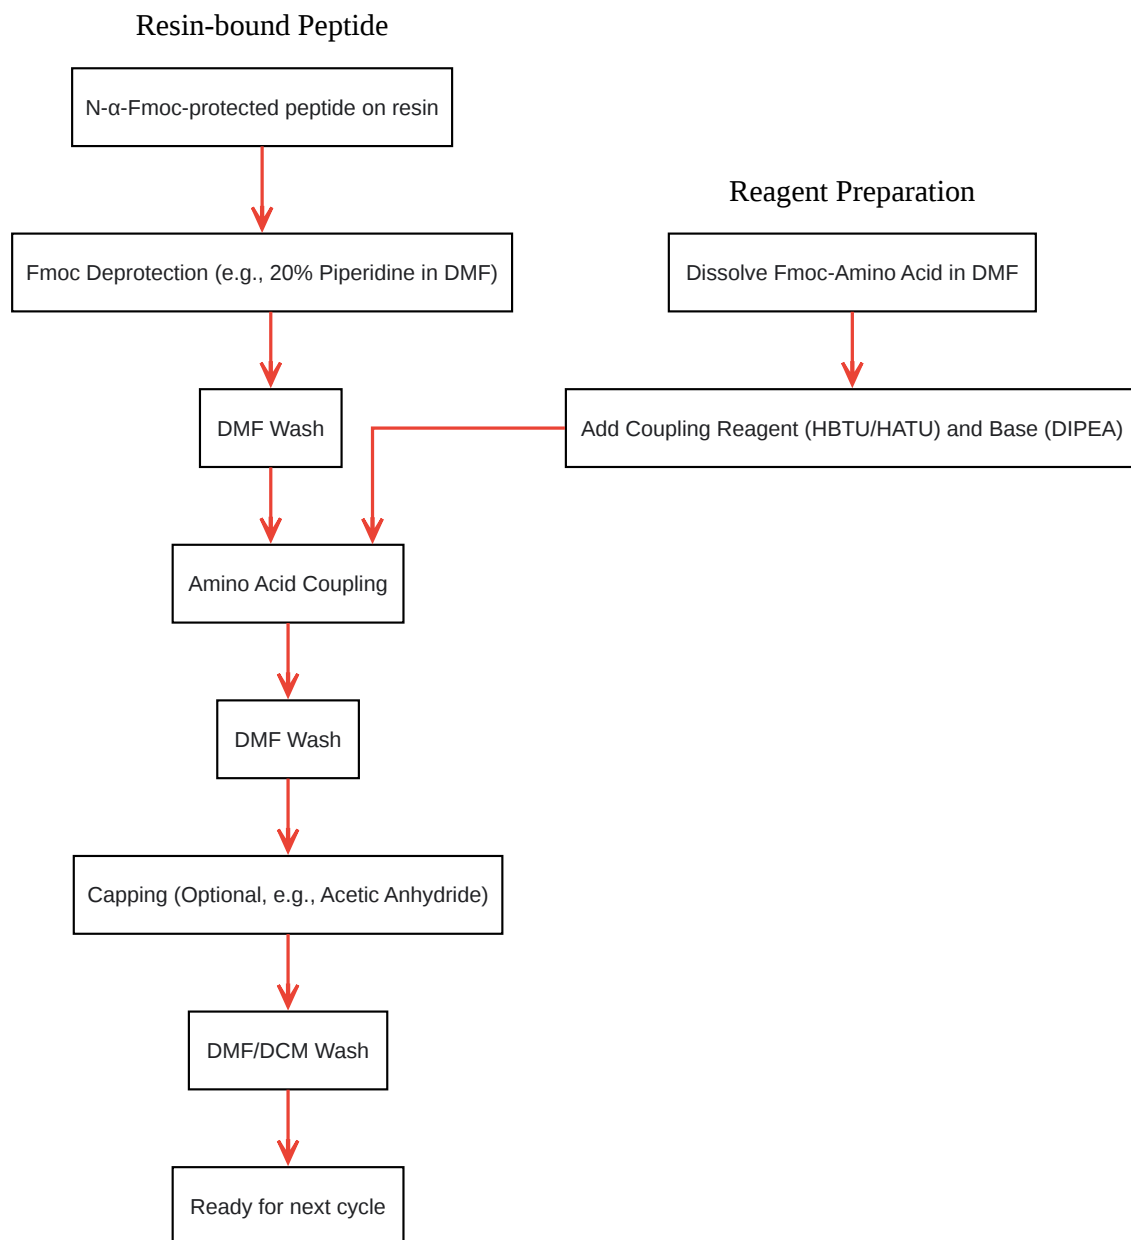 Resin-bound Peptide
N-α-Fmoc-protected peptide on resin
Reagent Preparation
Fmoc Deprotection (e.g., 20% Piperidine in DMF)
Dissolve Fmoc-Amino Acid in DMF
DMF Wash
Add Coupling Reagent (HBTU/HATU) and Base (DIPEA)
Amino Acid Coupling
DMF Wash
Capping (Optional, e.g., Acetic Anhydride)
DMF/DCM Wash
Ready for next cycle